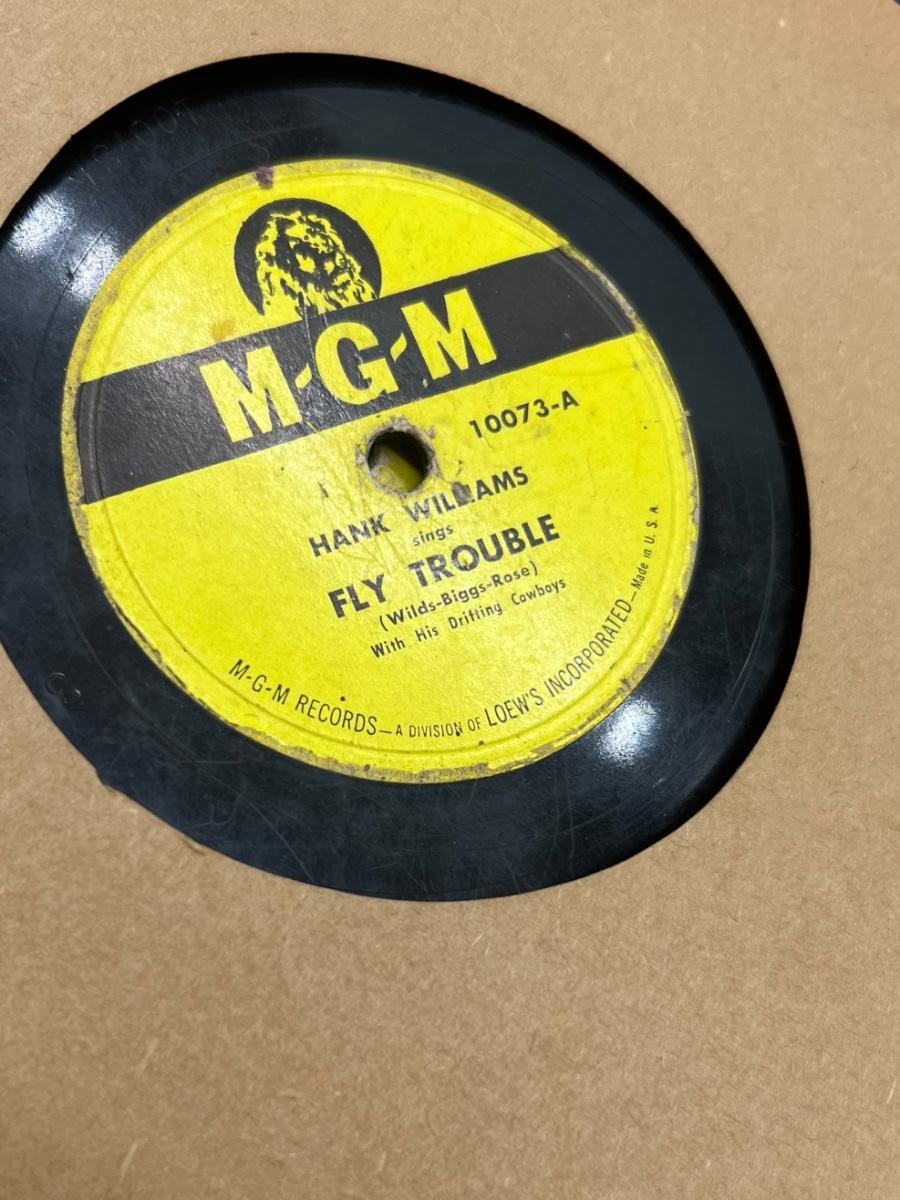 M-G-M
10073-A
HANK WILLIAMS
sings
FLY TROUBLE
(Wilds-Biggs-Rose)
With His Drifting Cowboys
M-G-M RECORDS—A DIVISION OF LOEW'S INCORPORATED—Made in U. S. A.